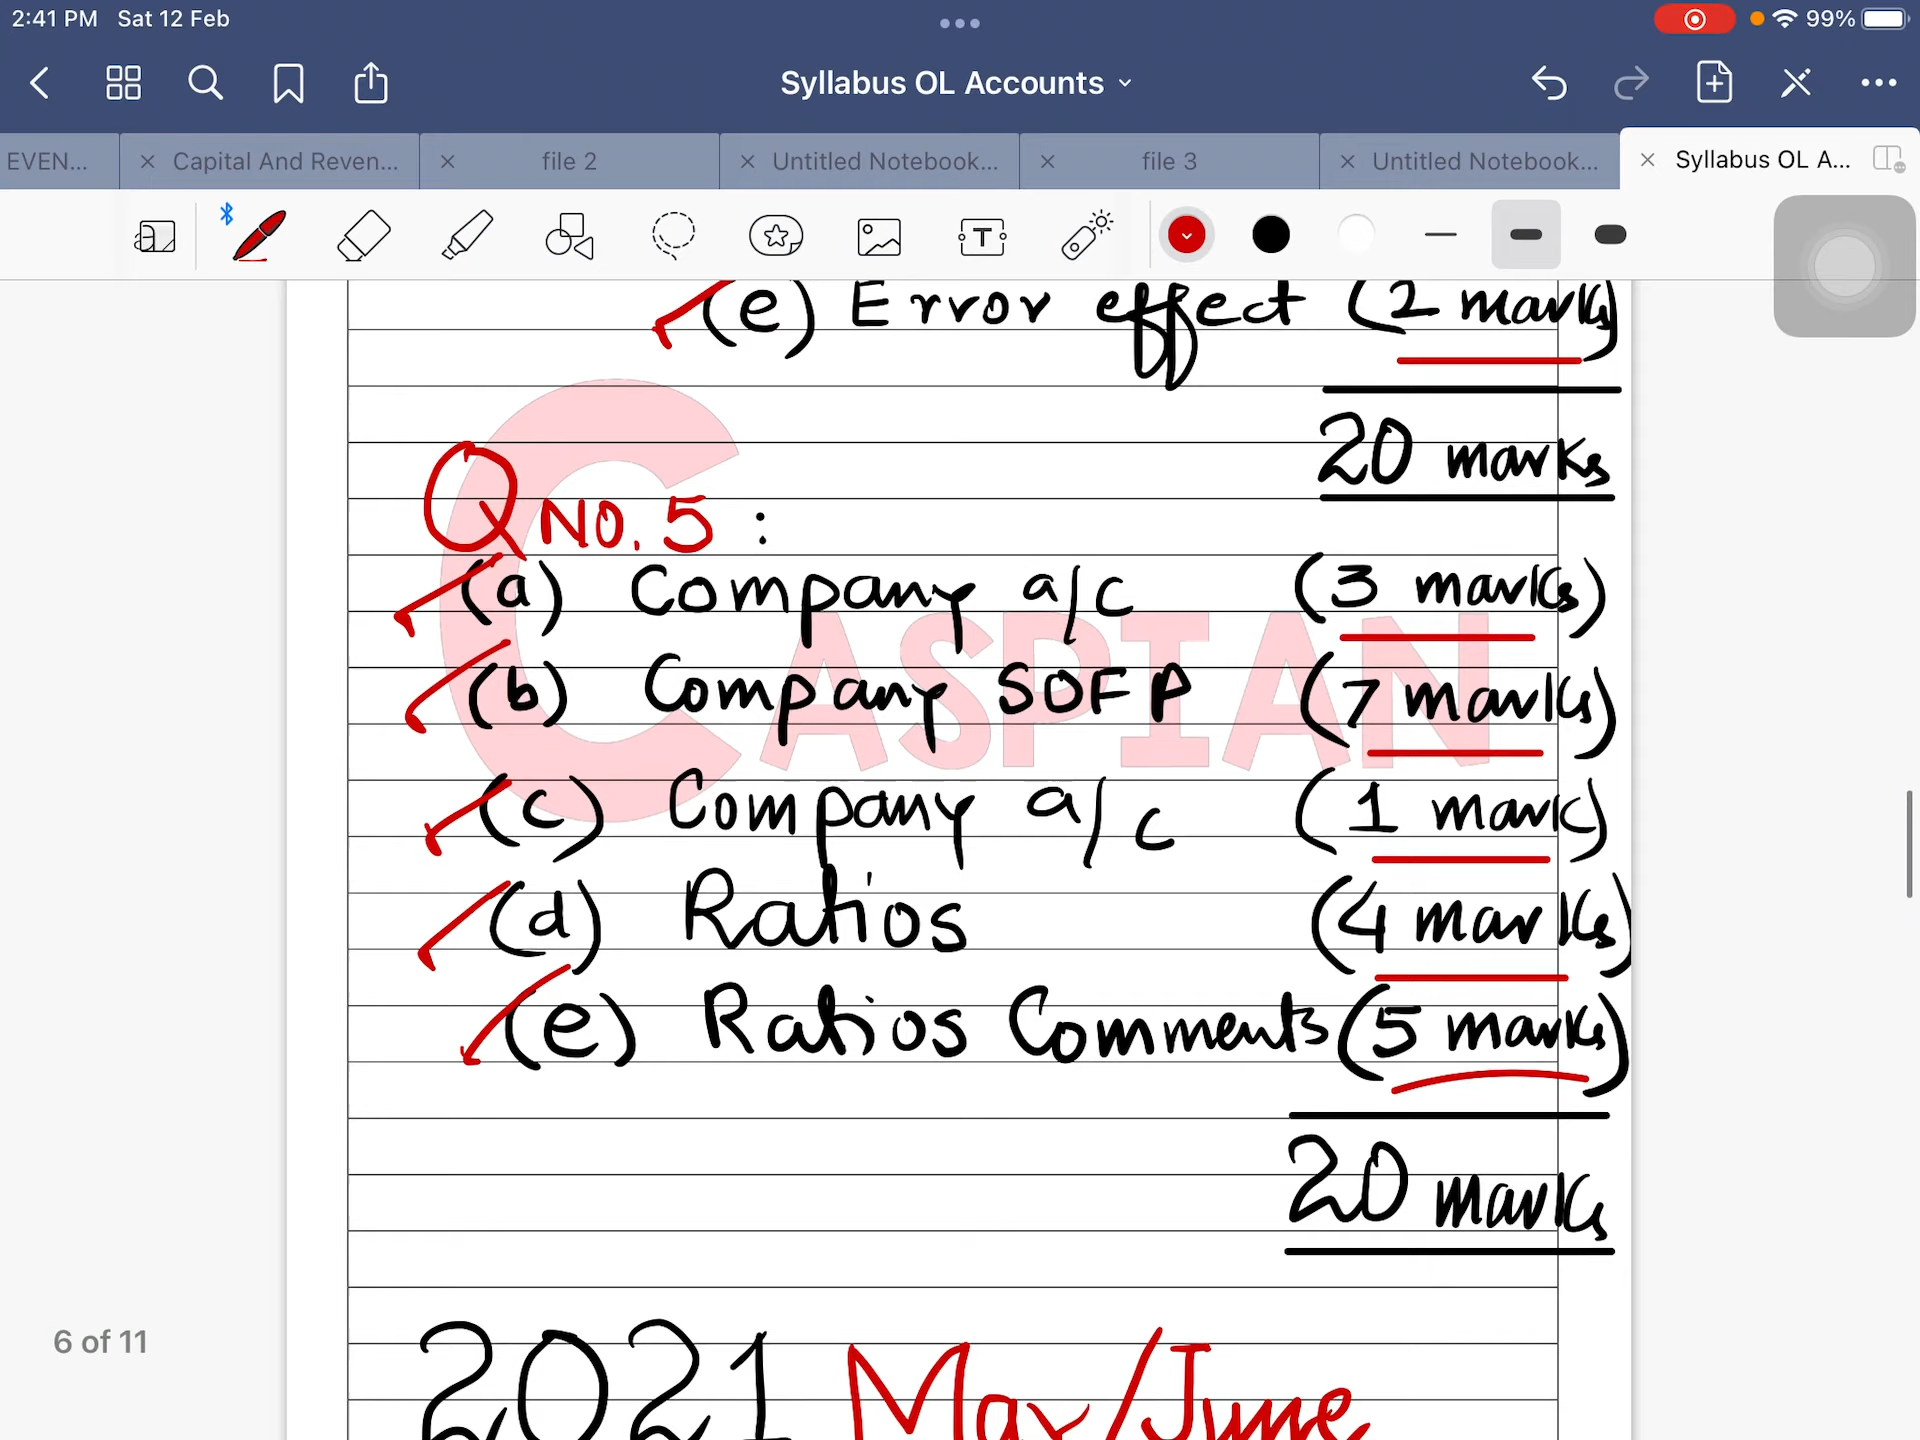 2:41 PM Sat 12 Feb
99%
Syllabus OL Accounts
EVEN...
Capital And Reven...
file 2
Untitled Notebook...
file 3
Untitled Notebook...
Syllabus OL A...
(e) Error effect (2 marks)
20 marks
Q NO. 5 :
(a) Company a/c (3 marks)
(b) Company SOFP (7 marks)
CASPIAN
(c) Company a/c (1 mark)
(d) Ratios (4 marks)
(e) Ratios Comments (5 marks)
20 marks
6 of 11
2021 May/June